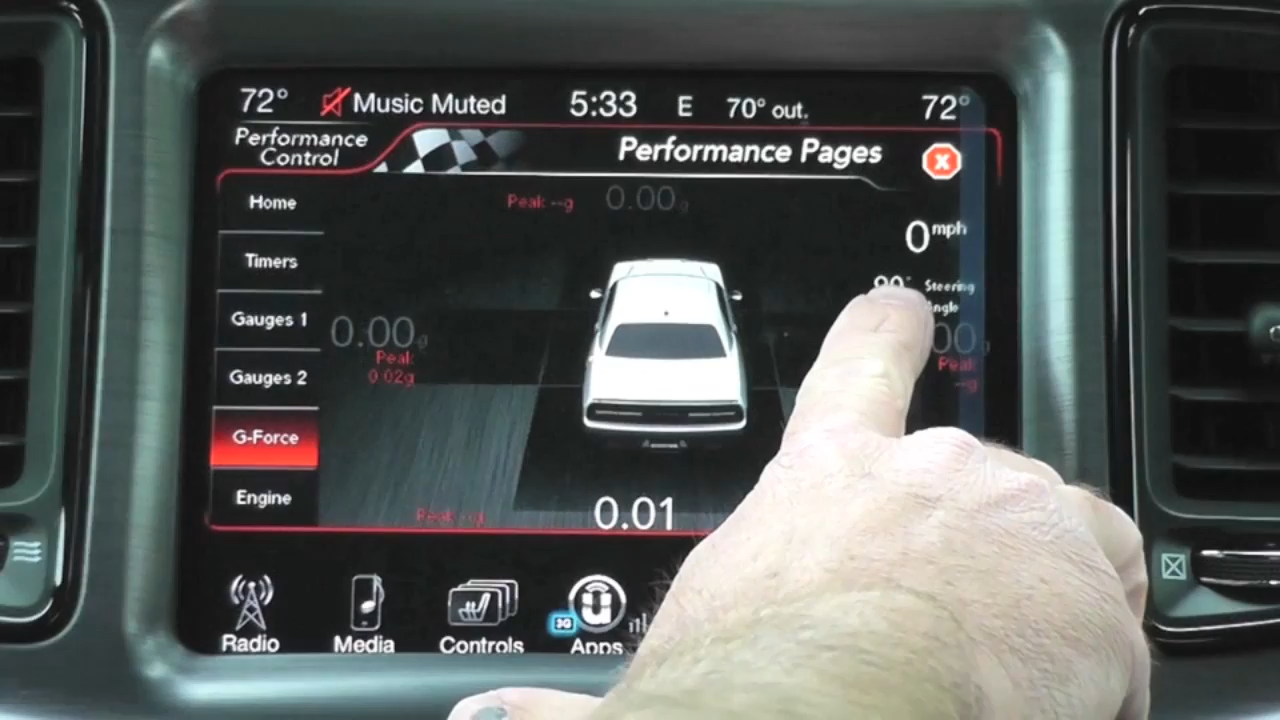 72° Music Muted 5:33 E 70° out. 72°
Performance
Control
Performance Pages
X
Home
Timers
Gauges 1
Gauges 2
G-Force
Engine
Peak --g 0.00g
0 mph
Steering
0.00g
Peak
0.02g
Peak
--g
Peak --g
0.01
Radio
Media
Controls
3G
Apps